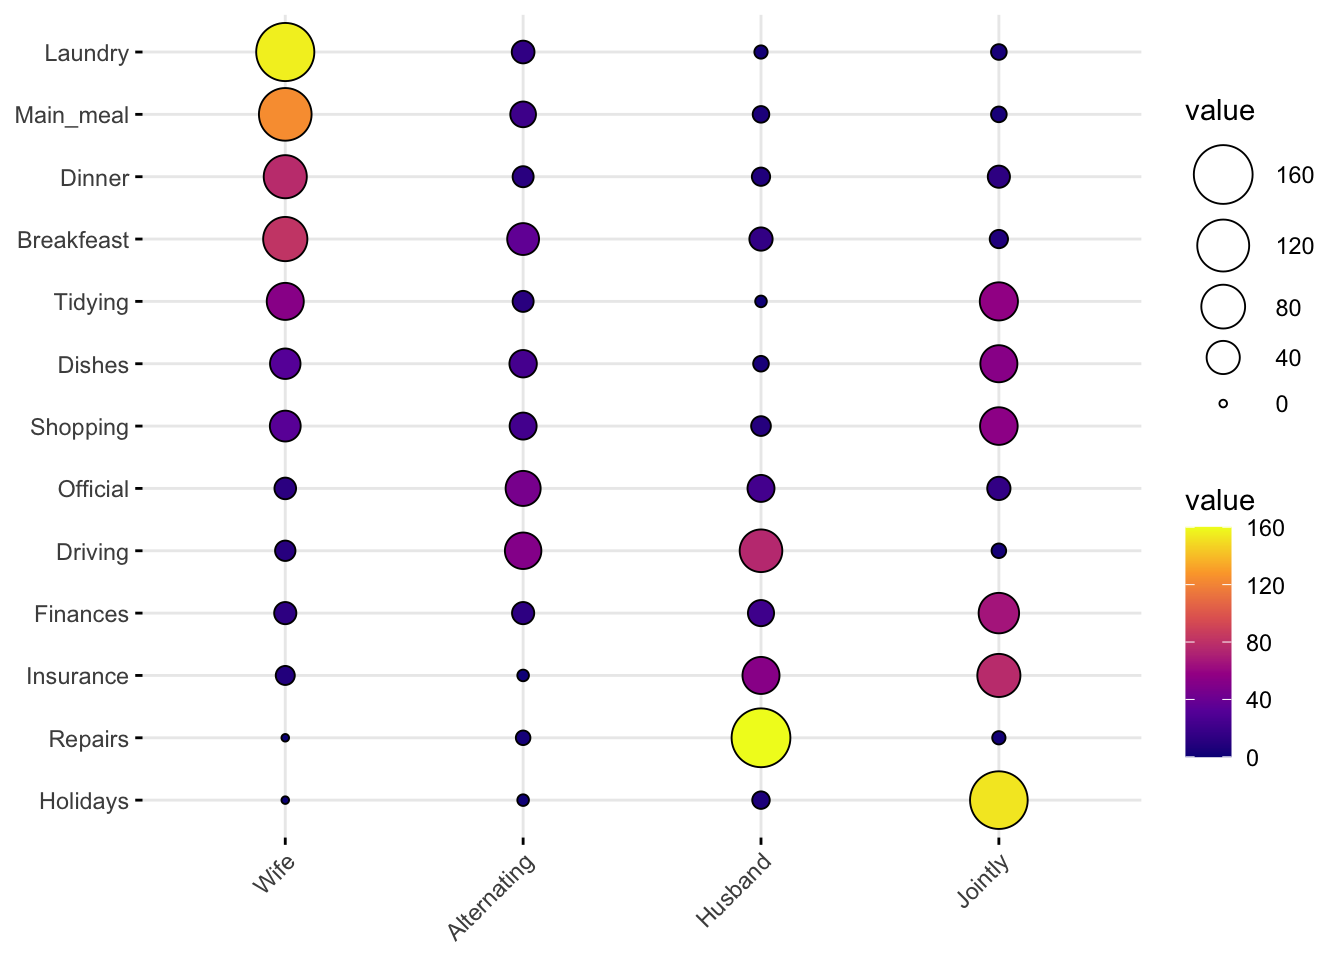 Laundry
Main_meal
Dinner
Breakfeast
Tidying
Dishes
Shopping
Official
Driving
Finances
Insurance
Repairs
Holidays
Wife
Alternating
Husband
Jointly
value
160
120
80
40
0
value
160
120
80
40
0